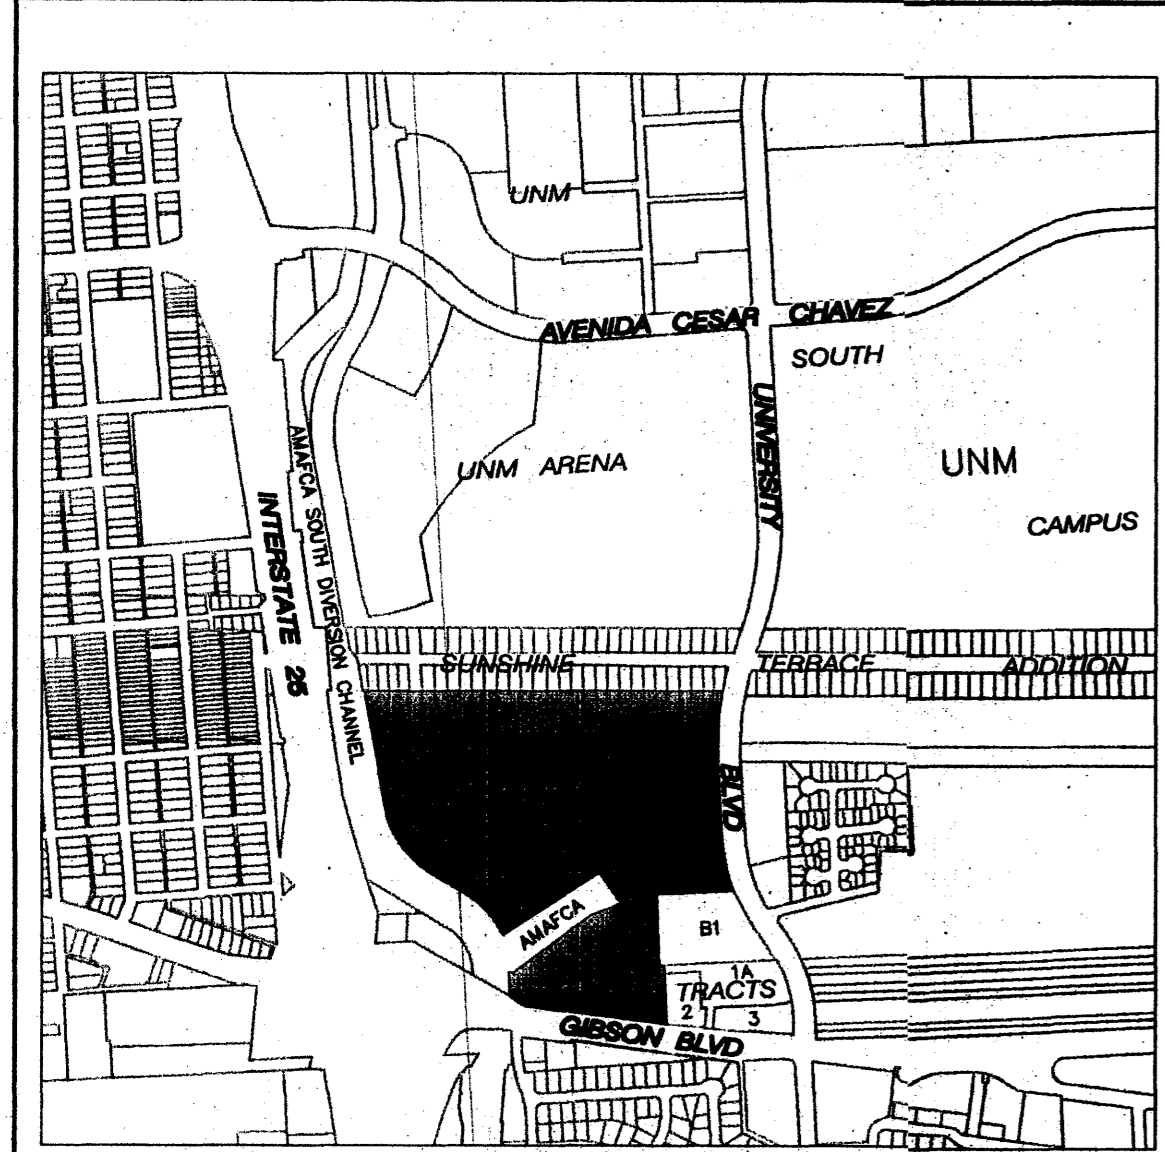 UNM
AVENIDA CESAR CHAVEZ
SOUTH
UNIVERSITY
UNM ARENA
UNM
CAMPUS
AMAFCA SOUTH DIVERSION CHANNEL
INTERSTATE 25
SUNSHINE TERRACE ADDITION
BLVD
AMAFCA
B1
1A
TRACTS
2
3
GIBSON BLVD